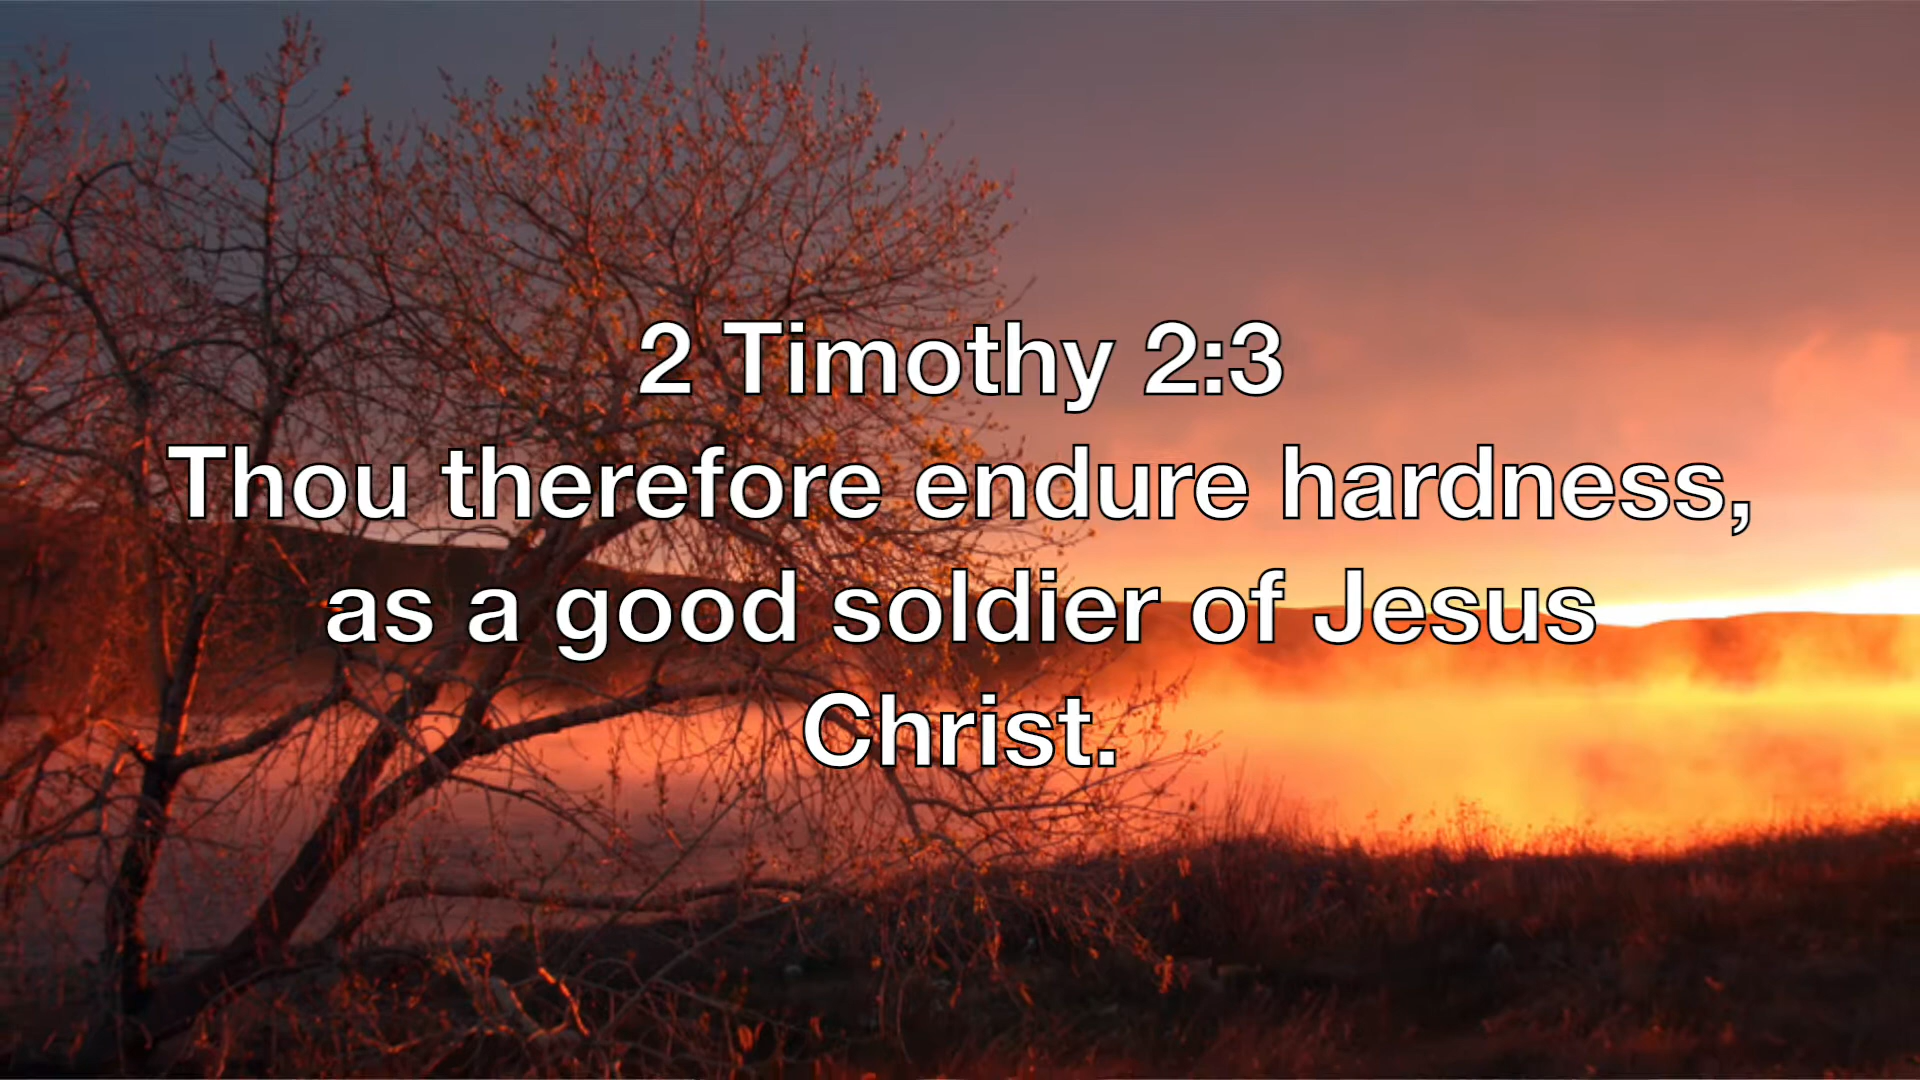 2 Timothy 2:3
Thou therefore endure hardness,
as a good soldier of Jesus
Christ.